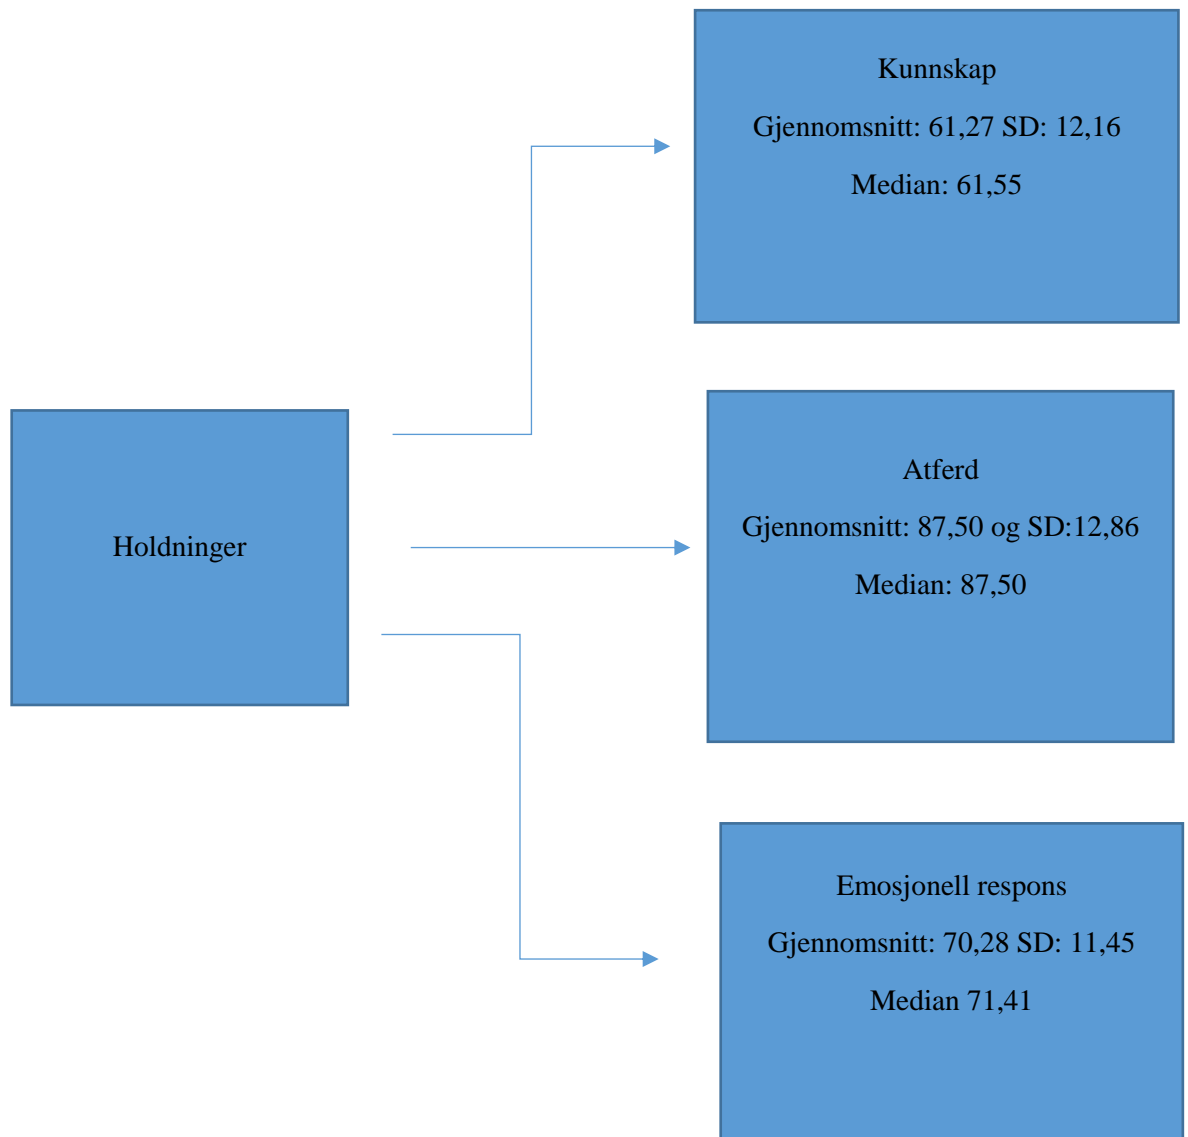 Kunnskap
Gjennomsnitt: 61,27 SD: 12,16
Median: 61,55
Holdninger
Atferd
Gjennomsnitt: 87,50 og SD:12,86
Median: 87,50
Emosjonell respons
Gjennomsnitt: 70,28 SD: 11,45
Median 71,41